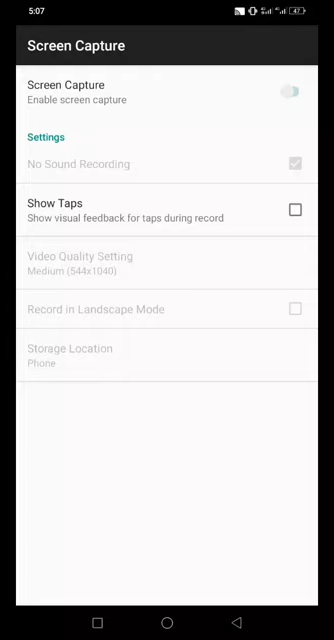 5:07
47
Screen Capture
Screen Capture
Enable screen capture
Settings
No Sound Recording
Show Taps
Show visual feedback for taps during record
Video Quality Setting
Medium (544x1040)
Record in Landscape Mode
Storage Location
Phone